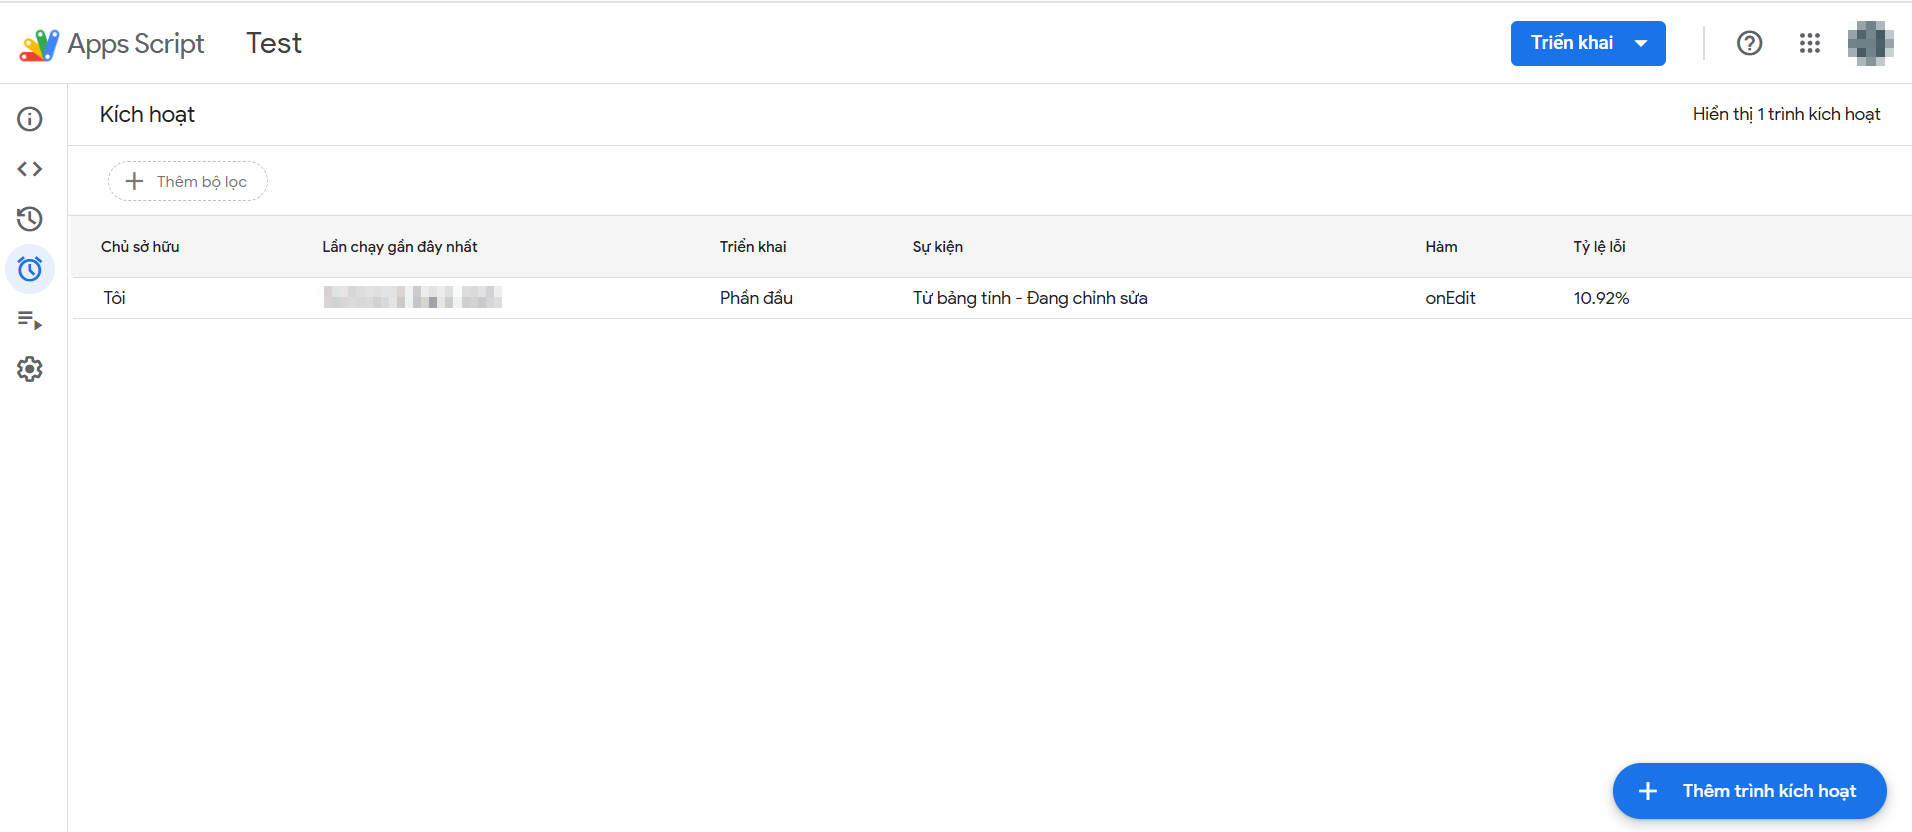 Apps Script Test Triển khai
Kích hoạt Hiển thị 1 trình kích hoạt
Thêm bộ lọc
Chủ sở hữu Lần chạy gần đây nhất Triển khai Sự kiện Hàm Tỷ lệ lỗi
Tôi Phần đầu Từ bảng tính - Đang chỉnh sửa onEdit 10.92%
Thêm trình kích hoạt